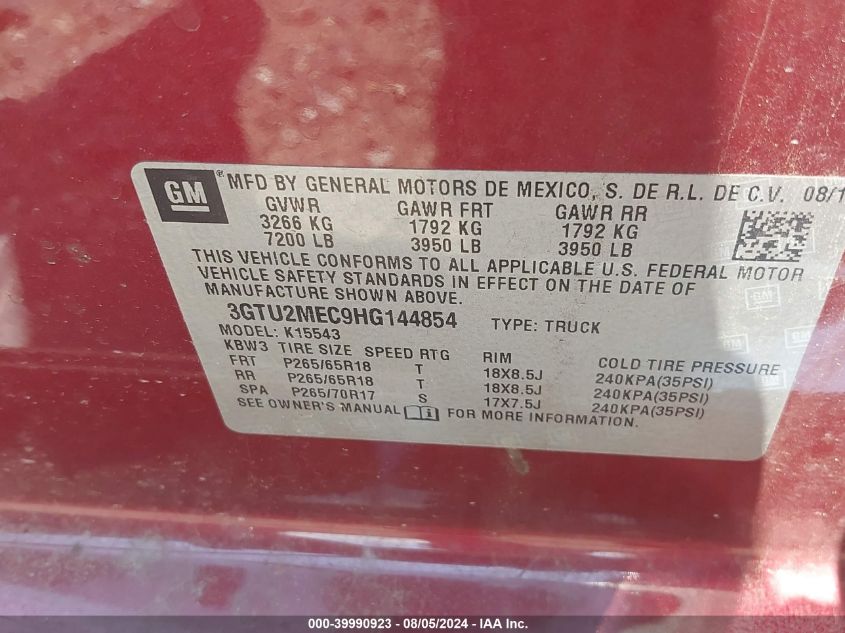 GM ® MFD BY GENERAL MOTORS DE MEXICO, S. DE R.L. DE C.V. 08/1
GVWR GAWR FRT GAWR RR
3266 KG 1792 KG 1792 KG
7200 LB 3950 LB 3950 LB
THIS VEHICLE CONFORMS TO ALL APPLICABLE U.S. FEDERAL MOTOR
VEHICLE SAFETY STANDARDS IN EFFECT ON THE DATE OF
MANUFACTURE SHOWN ABOVE.
3GTU2MEC9HG144854 TYPE: TRUCK
MODEL: K15543
KBW3 TIRE SIZE SPEED RTG RIM COLD TIRE PRESSURE
FRT P265/65R18 T 18X8.5J 240KPA(35PSI)
RR P265/65R18 T 18X8.5J 240KPA(35PSI)
SPA P265/70R17 S 17X7.5J 240KPA(35PSI)
SEE OWNER'S MANUAL i FOR MORE INFORMATION.
000-39990923 - 08/05/2024 - IAA Inc.